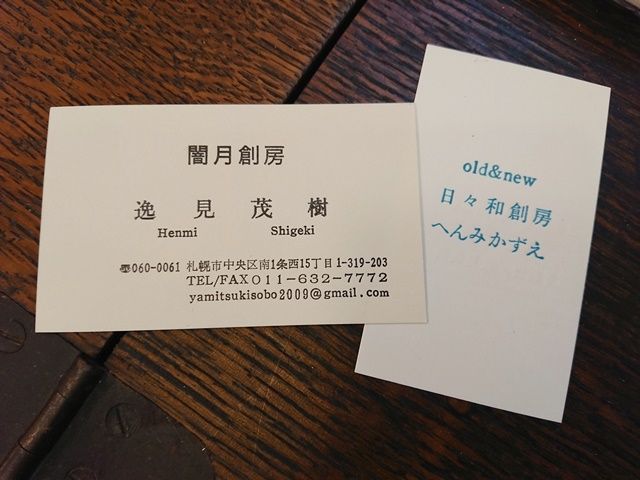 闇月創房
逸見 茂樹
Henmi Shigeki
〠060-0061 札幌市中央区南1条西15丁目1-319-203
TEL/FAX 011-632-7772
yamitsukisobo2009@gmail.com
old&new
日々和創房
へんみかずえ